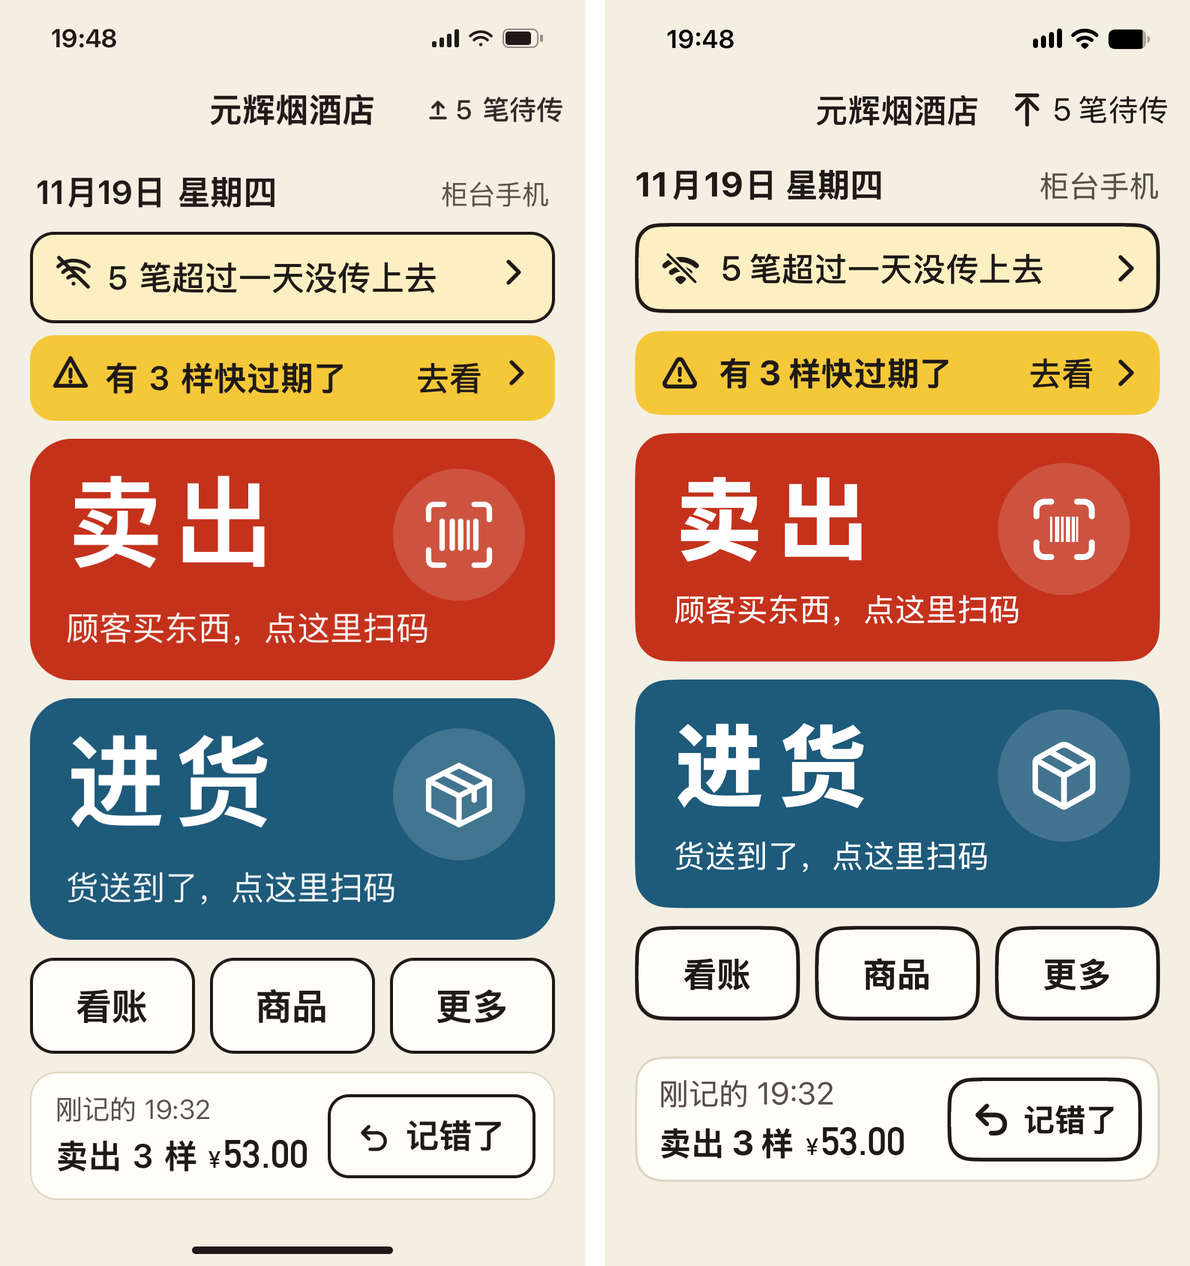 19:48
元辉烟酒店
5 笔待传
11月19日 星期四
柜台手机
5 笔超过一天没传上去
有 3 样快过期了
去看
卖出
顾客买东西，点这里扫码
进货
货送到了，点这里扫码
看账
商品
更多
刚记的 19:32
卖出 3 样 ¥53.00
记错了
19:48
元辉烟酒店
5 笔待传
11月19日 星期四
柜台手机
5 笔超过一天没传上去
有 3 样快过期了
去看
卖出
顾客买东西，点这里扫码
进货
货送到了，点这里扫码
看账
商品
更多
刚记的 19:32
卖出 3 样 ¥53.00
记错了